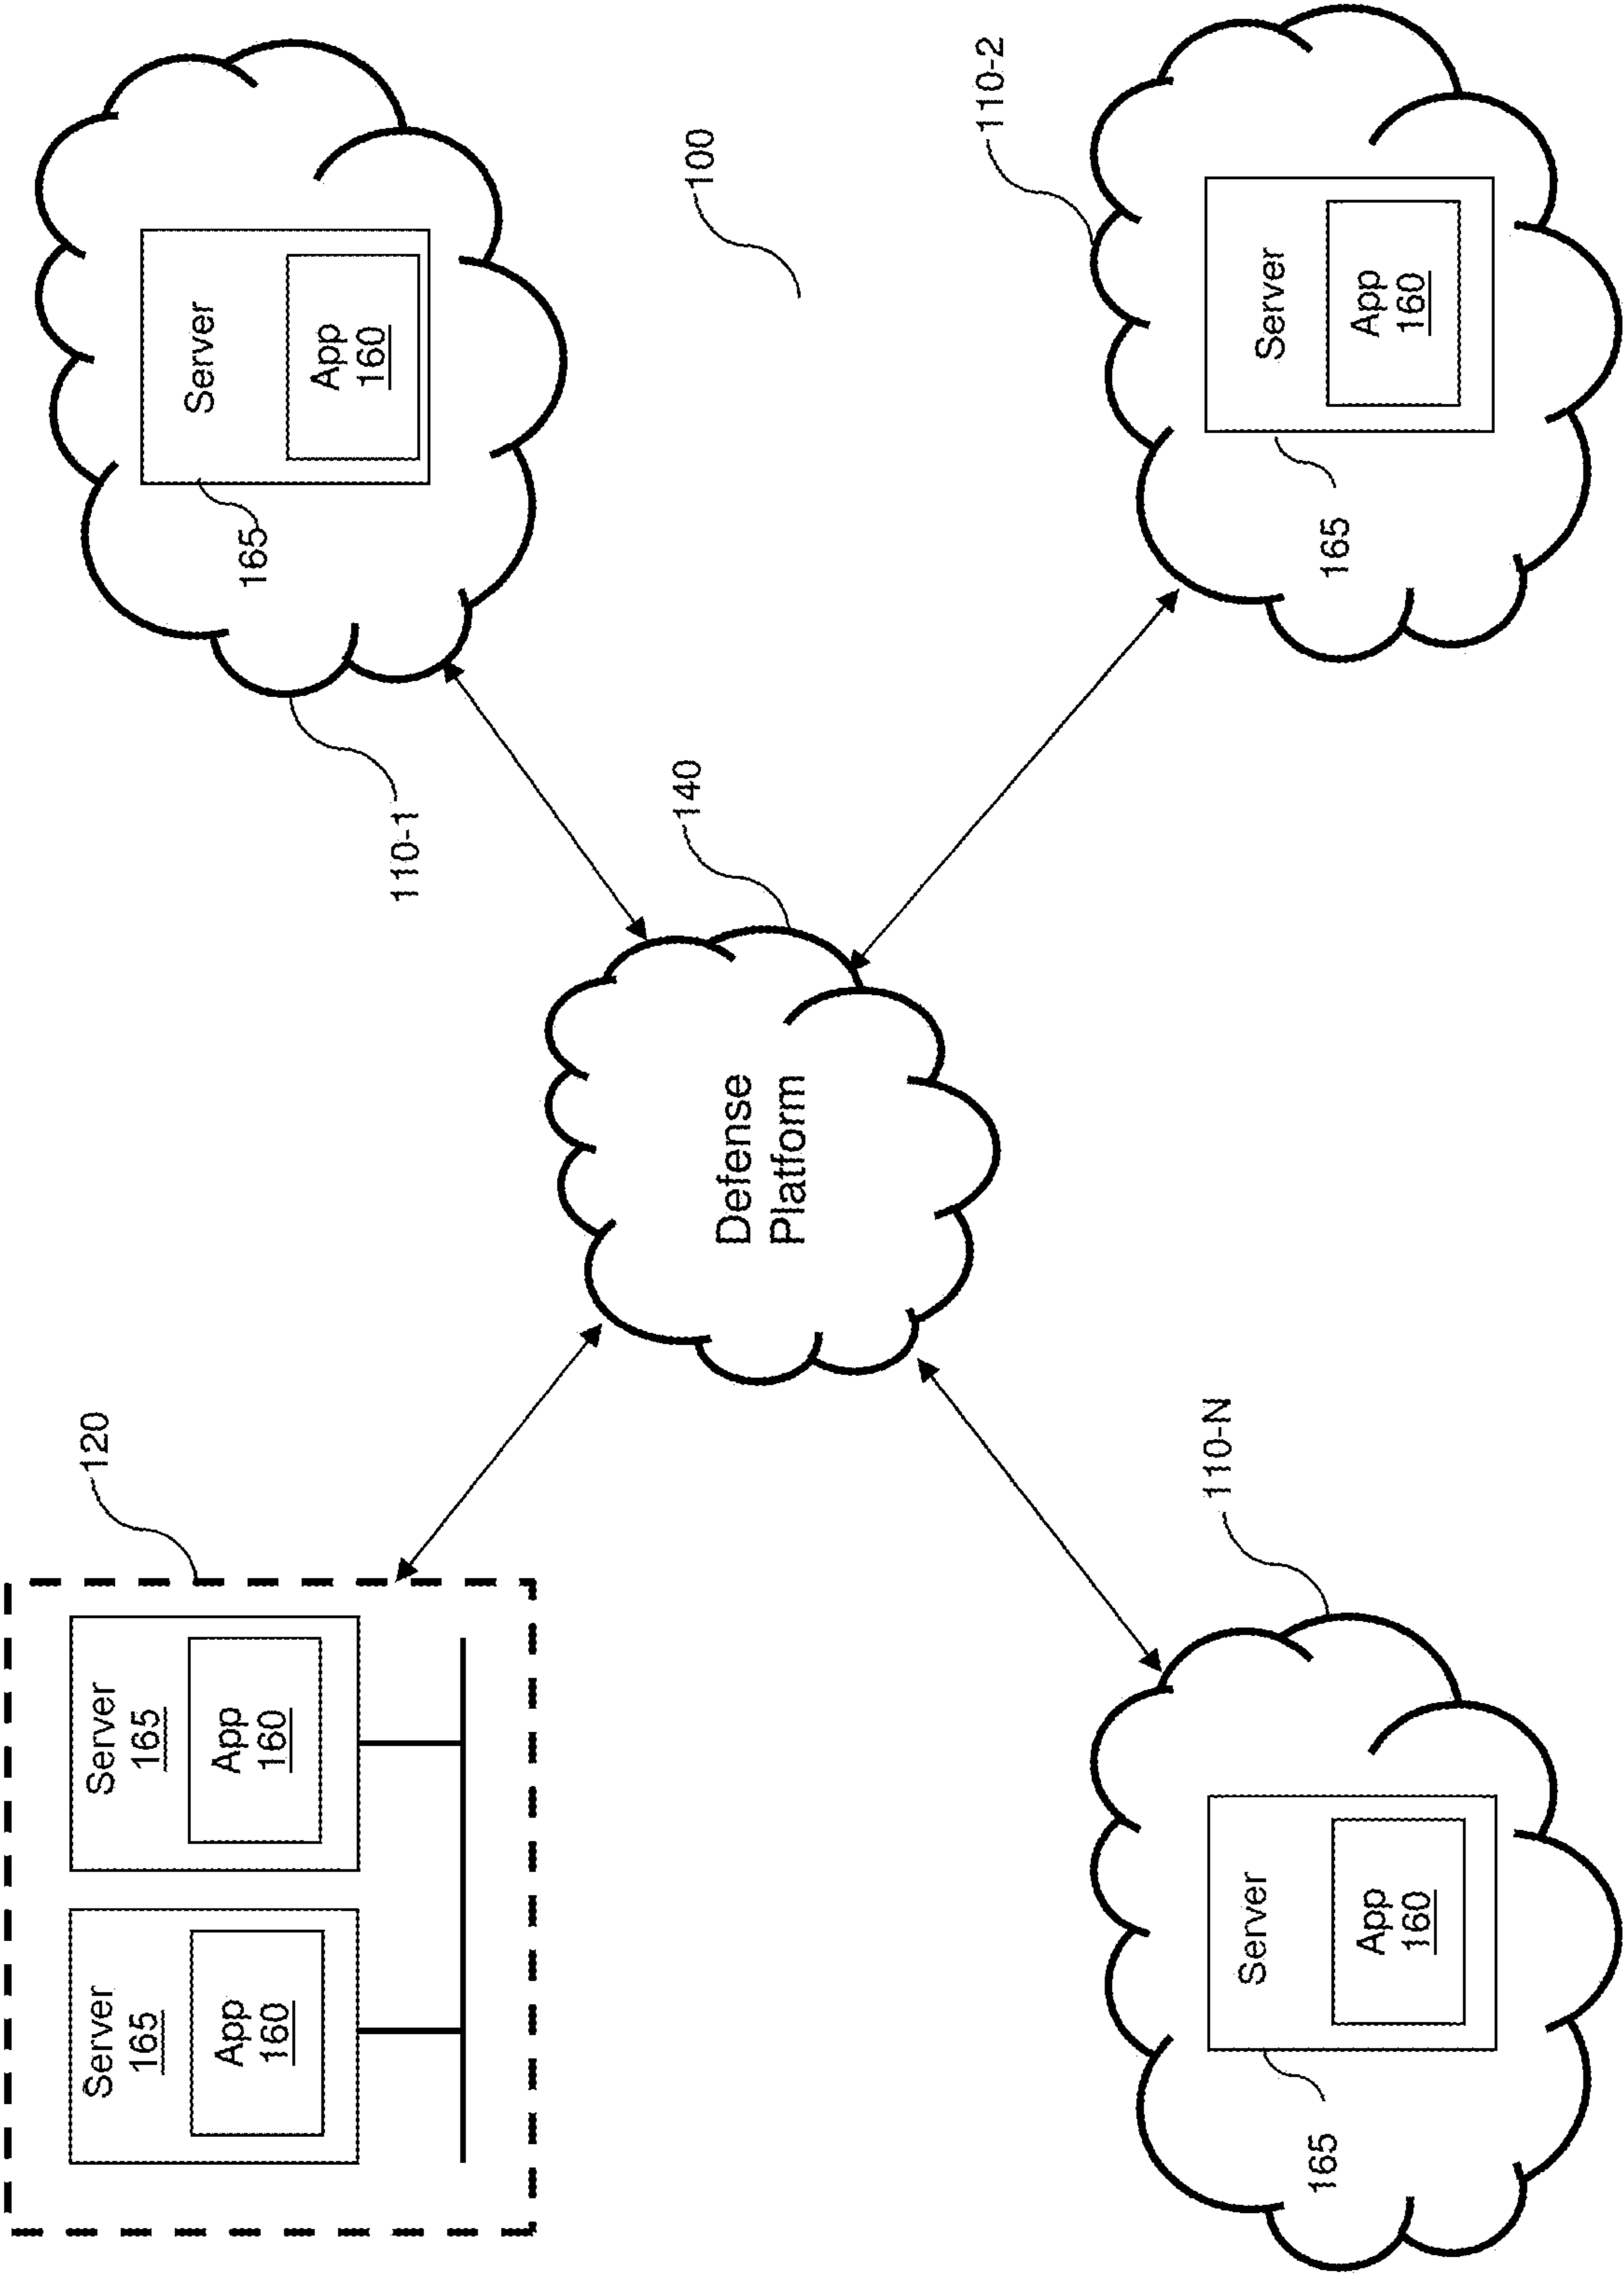 Server
165
App
160
Server
165
App
160
120
Server
165
App
160
110-1
100
140
Defense
Platform
110-N
Server
165
App
160
110-2
Server
165
App
160